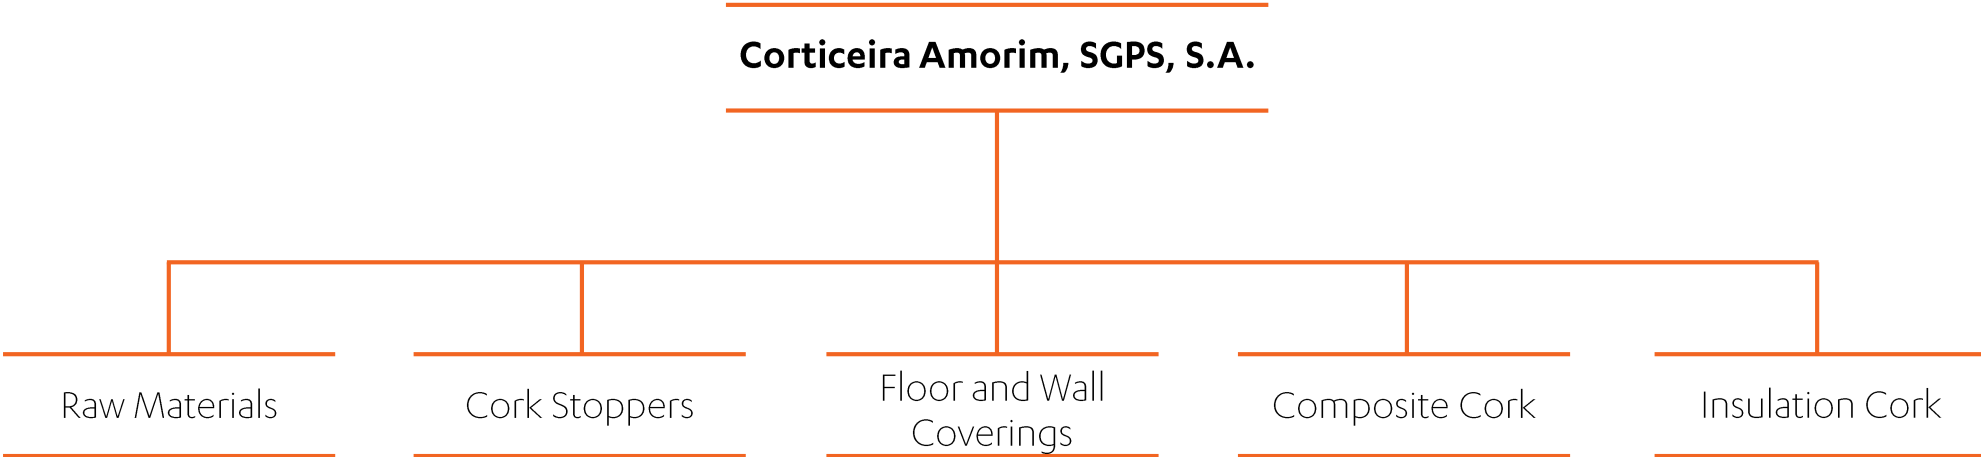 Corticeira Amorim, SGPS, S.A.
Raw Materials
Cork Stoppers
Floor and Wall
Coverings
Composite Cork
Insulation Cork